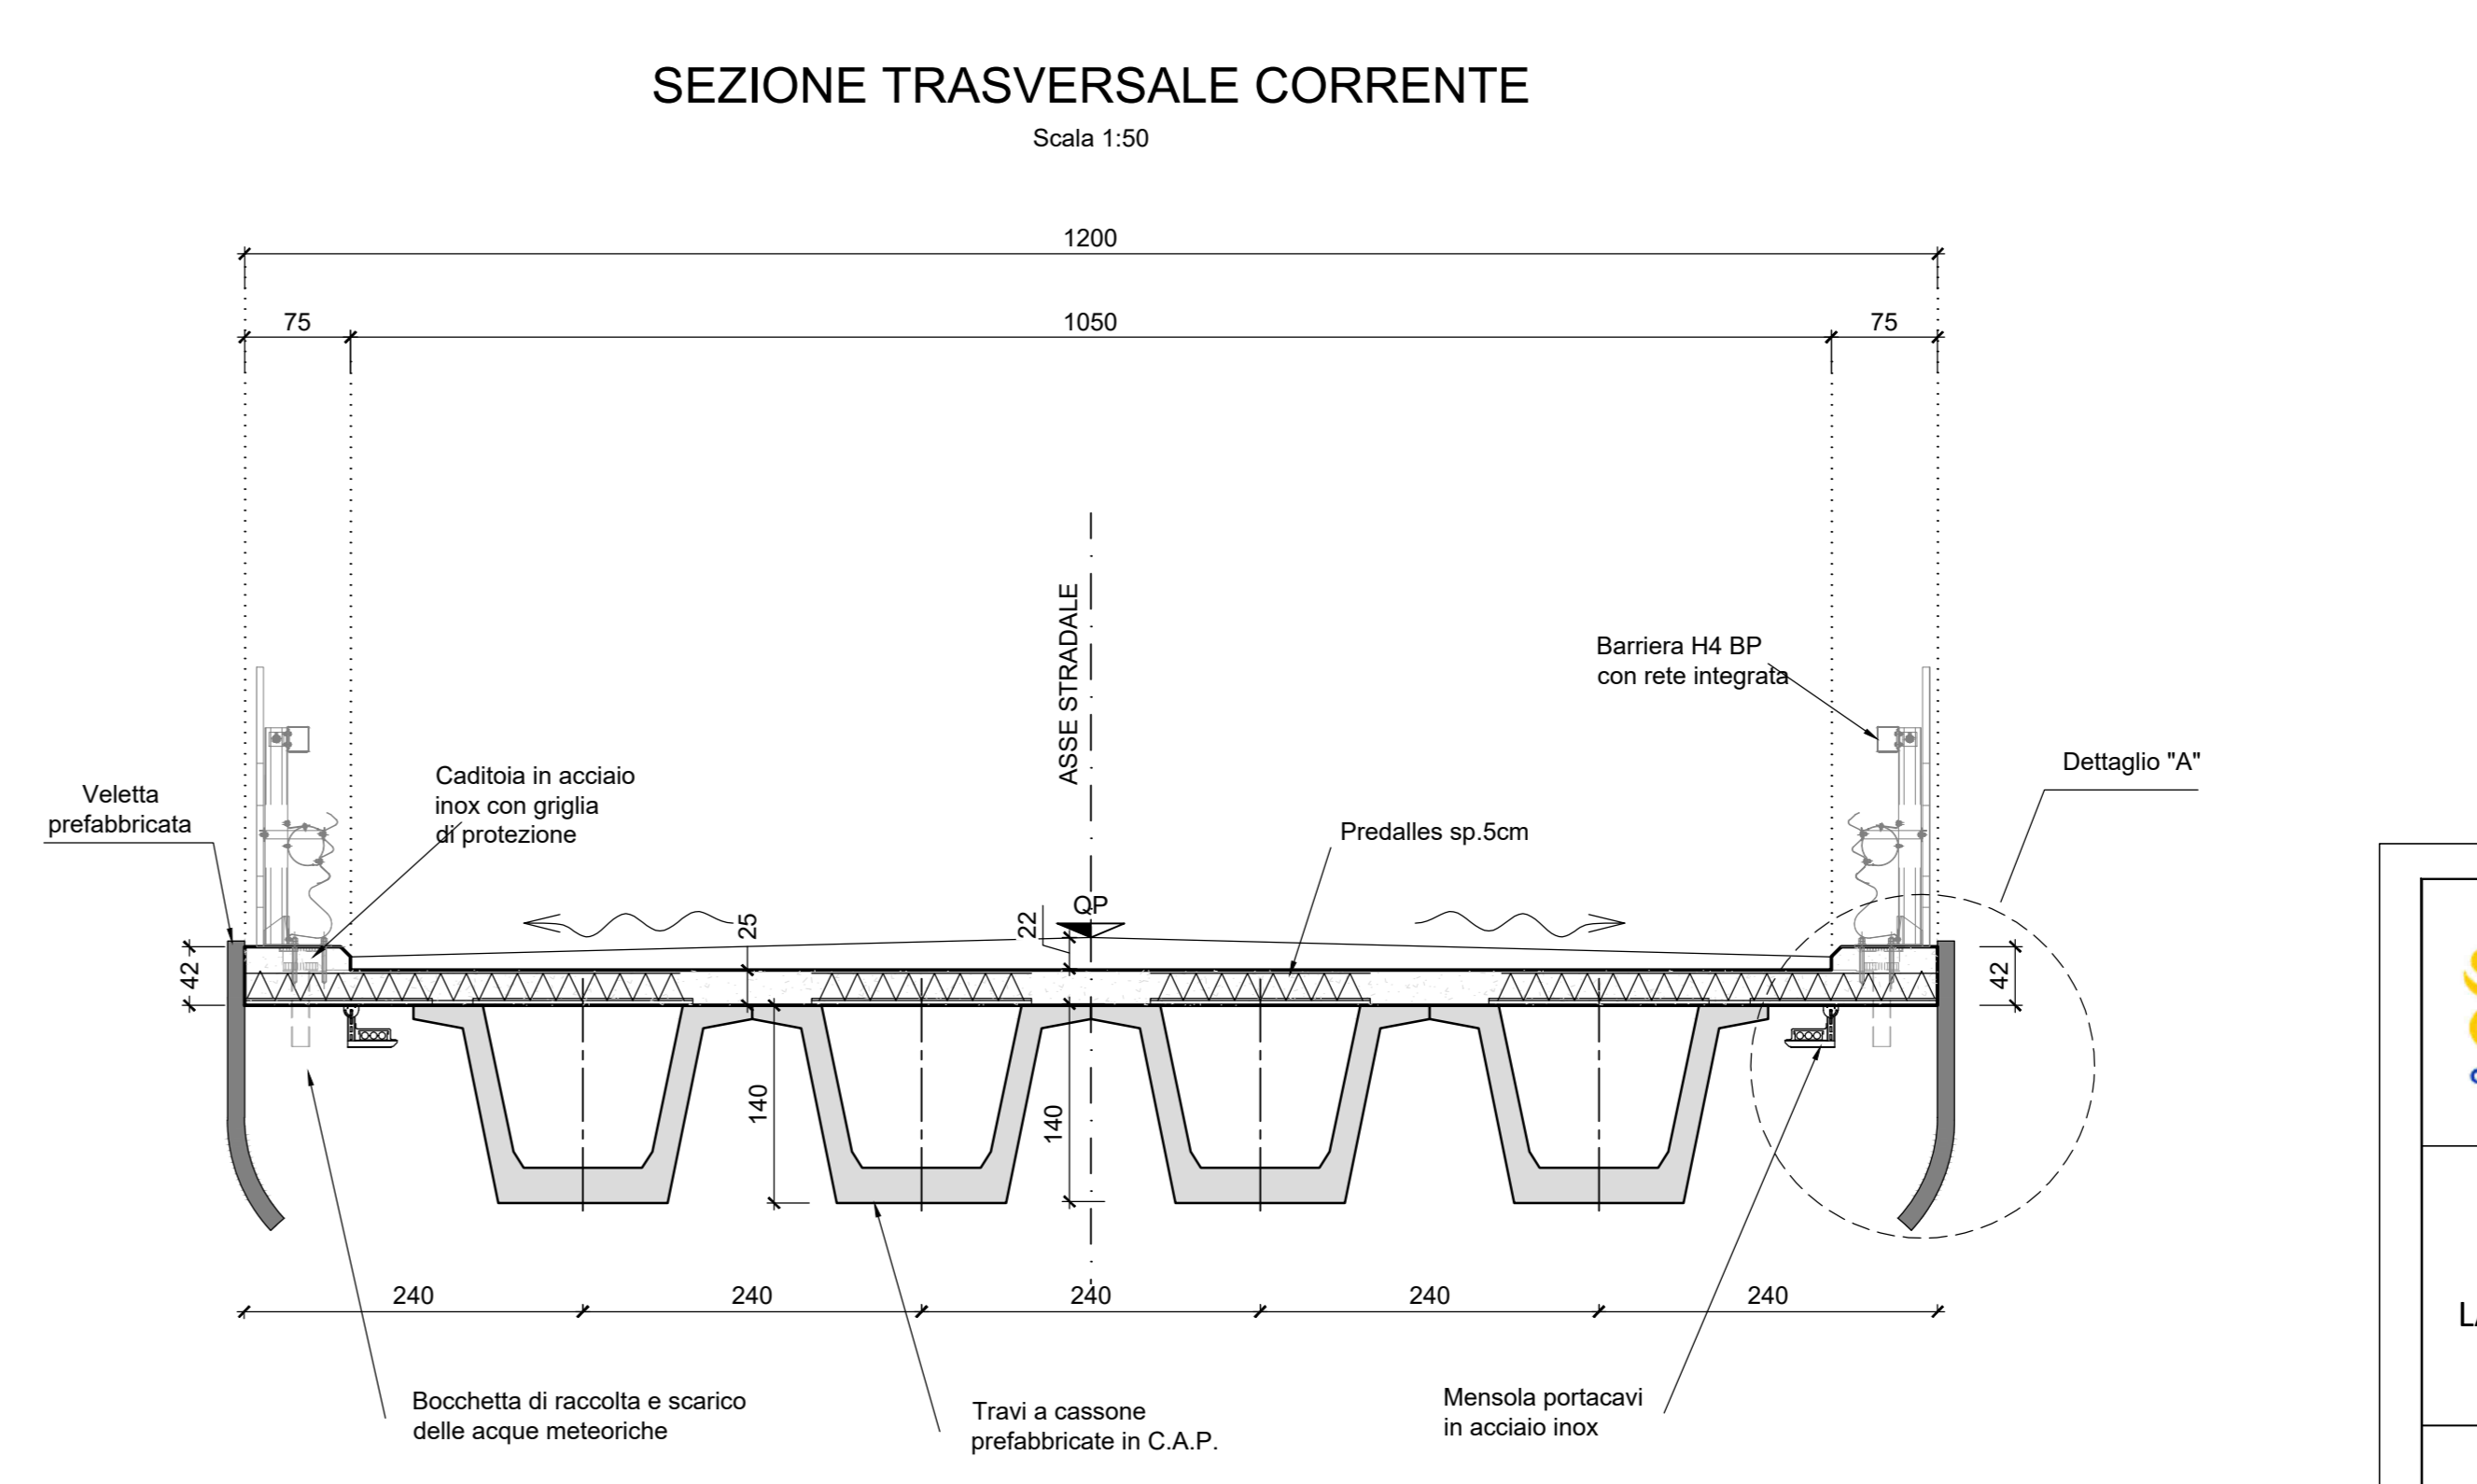 SEZIONE TRASVERSALE CORRENTE
Scala 1:50
1200
75
1050
75
ASSE STRADALE
Barriera H4 BP
con rete integrata
Dettaglio "A"
Veletta
prefabbricata
Caditoia in acciaio
inox con griglia
di protezione
Predalles sp.5cm
QP
25
22
42
42
140
140
240
240
240
240
240
Bocchetta di raccolta e scarico
delle acque meteoriche
Travi a cassone
prefabbricate in C.A.P.
Mensola portacavi
in acciaio inox